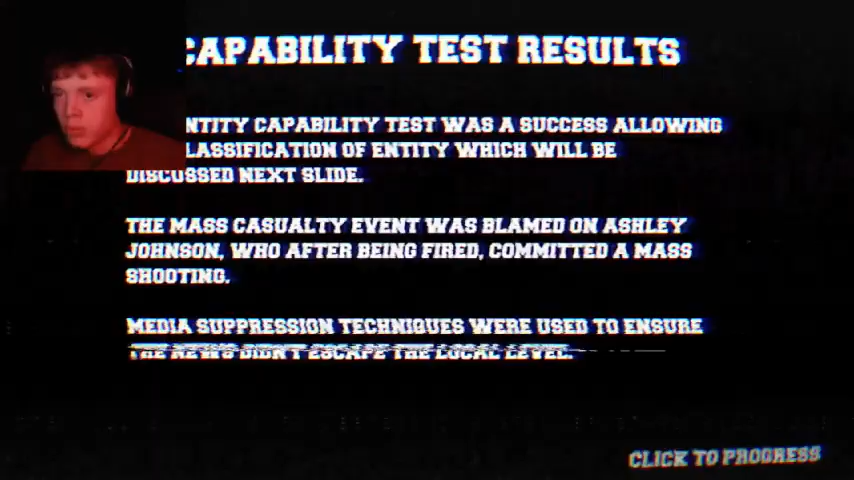 CAPABILITY TEST RESULTS
NTITY CAPABILITY TEST WAS A SUCCESS ALLOWING
LASSIFICATION OF ENTITY WHICH WILL BE
DISCUSSED NEXT SLIDE.
THE MASS CASUALTY EVENT WAS BLAMED ON ASHLEY
JOHNSON, WHO AFTER BEING FIRED, COMMITTED A MASS
SHOOTING.
MEDIA SUPPRESSION TECHNIQUES WERE USED TO ENSURE
THE NEWS DIDN'T ESCAPE THE LOCAL LEVEL.
CLICK TO PROGRESS